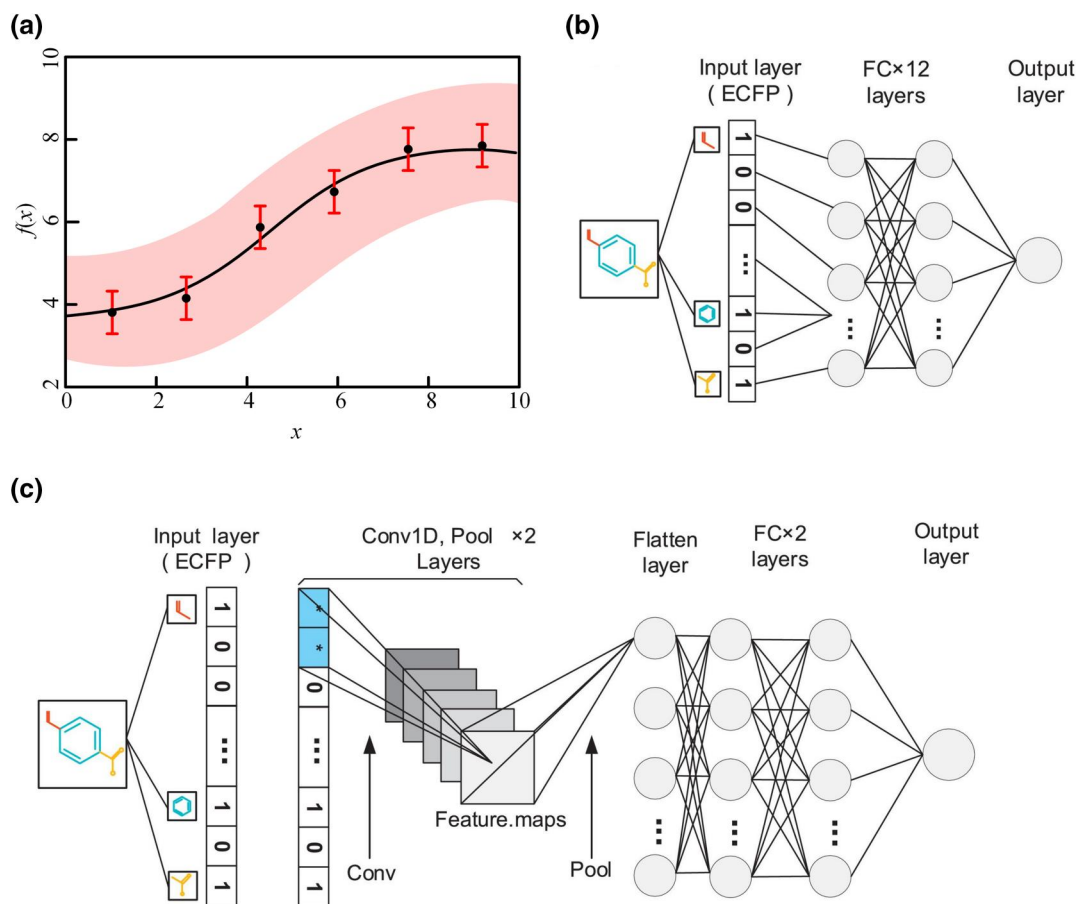 (a)
10
8
6
4
2
f(x)
0 2 4 6 8 10
x
(b)
Input layer
( ECFP )
FC×12
layers
Output
layer
1
0
0
...
1
0
1
...
...
(c)
Input layer
( ECFP )
Conv1D, Pool ×2
Layers
Flatten
layer
FC×2
layers
Output
layer
1
0
0
...
1
0
1
*
*
0
...
1
0
1
Feature.maps
Conv
Pool
...
...
...